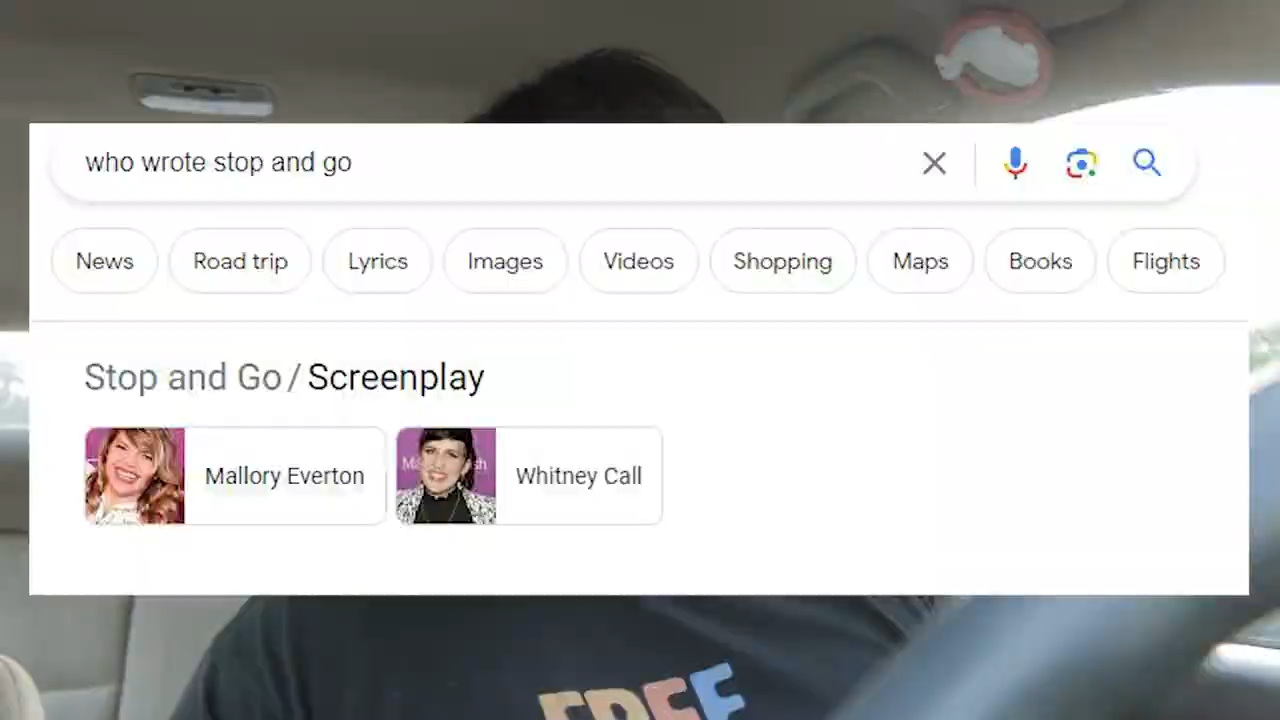 who wrote stop and go
News Road trip Lyrics Images Videos Shopping Maps Books Flights
Stop and Go / Screenplay
Mallory Everton Whitney Call
FREE